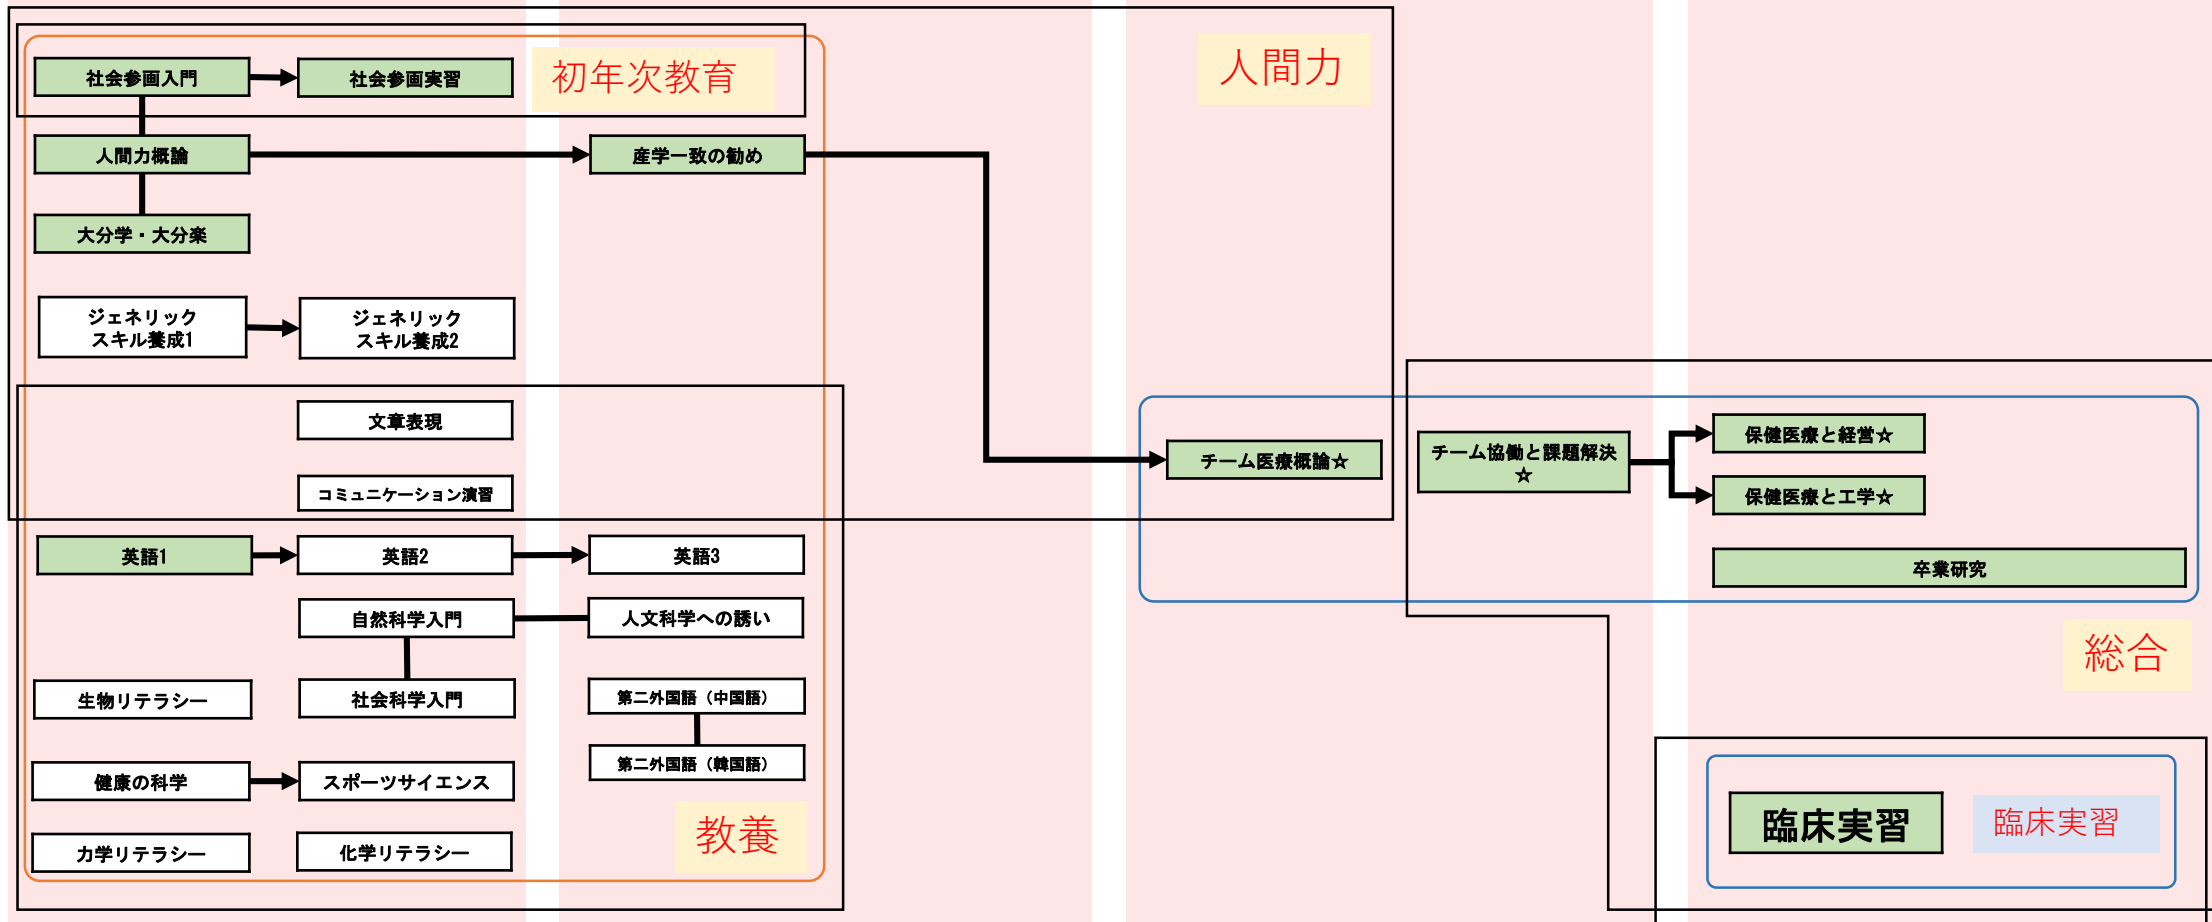 社会参画入門
社会参画実習
初年次教育
人間力
人間力概論
産学一致の勧め
大分学・大分楽
ジェネリック
スキル養成1
ジェネリック
スキル養成2
文章表現
コミュニケーション演習
チーム医療概論☆
チーム協働と課題解決
☆
保健医療と経営☆
保健医療と工学☆
卒業研究
英語1
英語2
英語3
自然科学入門
人文科学への誘い
総合
生物リテラシー
社会科学入門
第二外国語（中国語）
第二外国語（韓国語）
健康の科学
スポーツサイエンス
教養
臨床実習
臨床実習
力学リテラシー
化学リテラシー